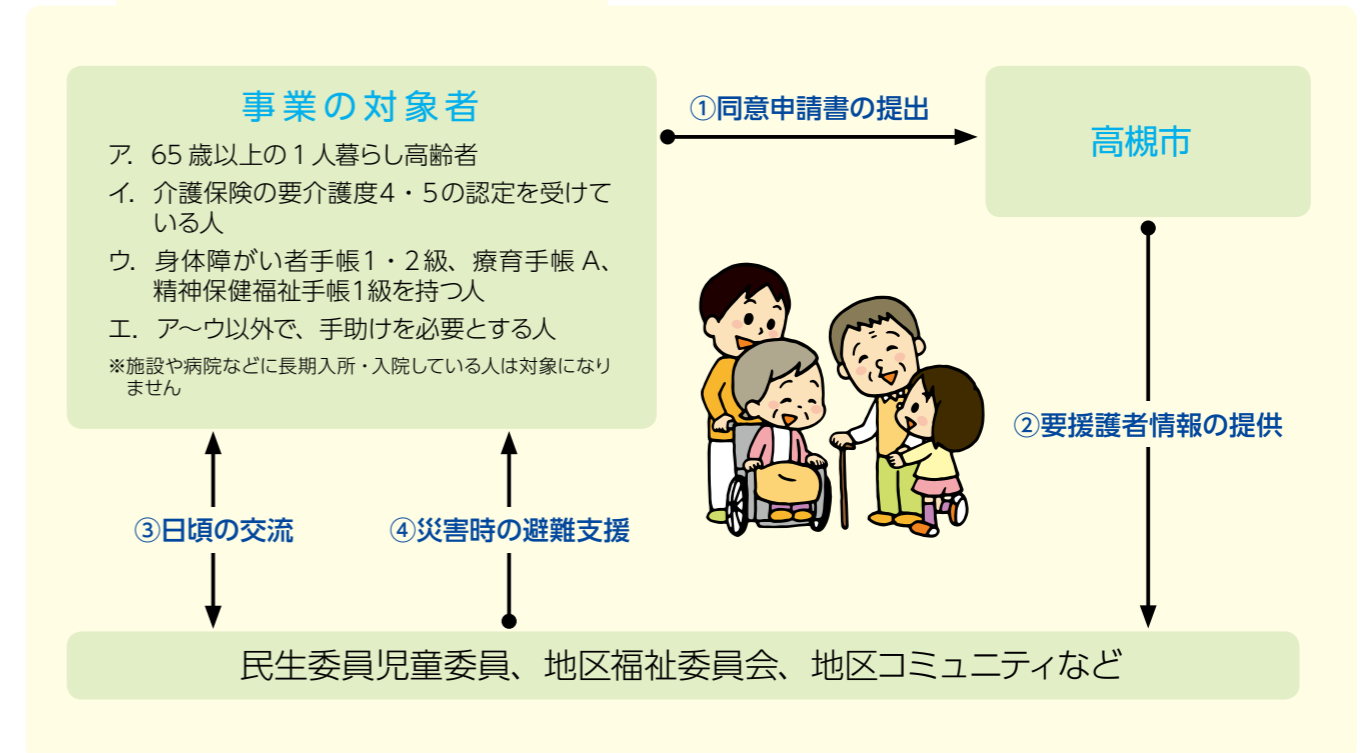 事業の対象者
ア. 65歳以上の1人暮らし高齢者
イ. 介護保険の要介護度4・5の認定を受けて
いる人
ウ. 身体障がい者手帳1・2級、療育手帳 A、
精神保健福祉手帳1級を持つ人
エ. ア〜ウ以外で、手助けを必要とする人
※施設や病院などに長期入所・入院している人は対象になり
ません
①同意申請書の提出
高槻市
②要援護者情報の提供
③日頃の交流
④災害時の避難支援
民生委員児童委員、地区福祉委員会、地区コミュニティなど